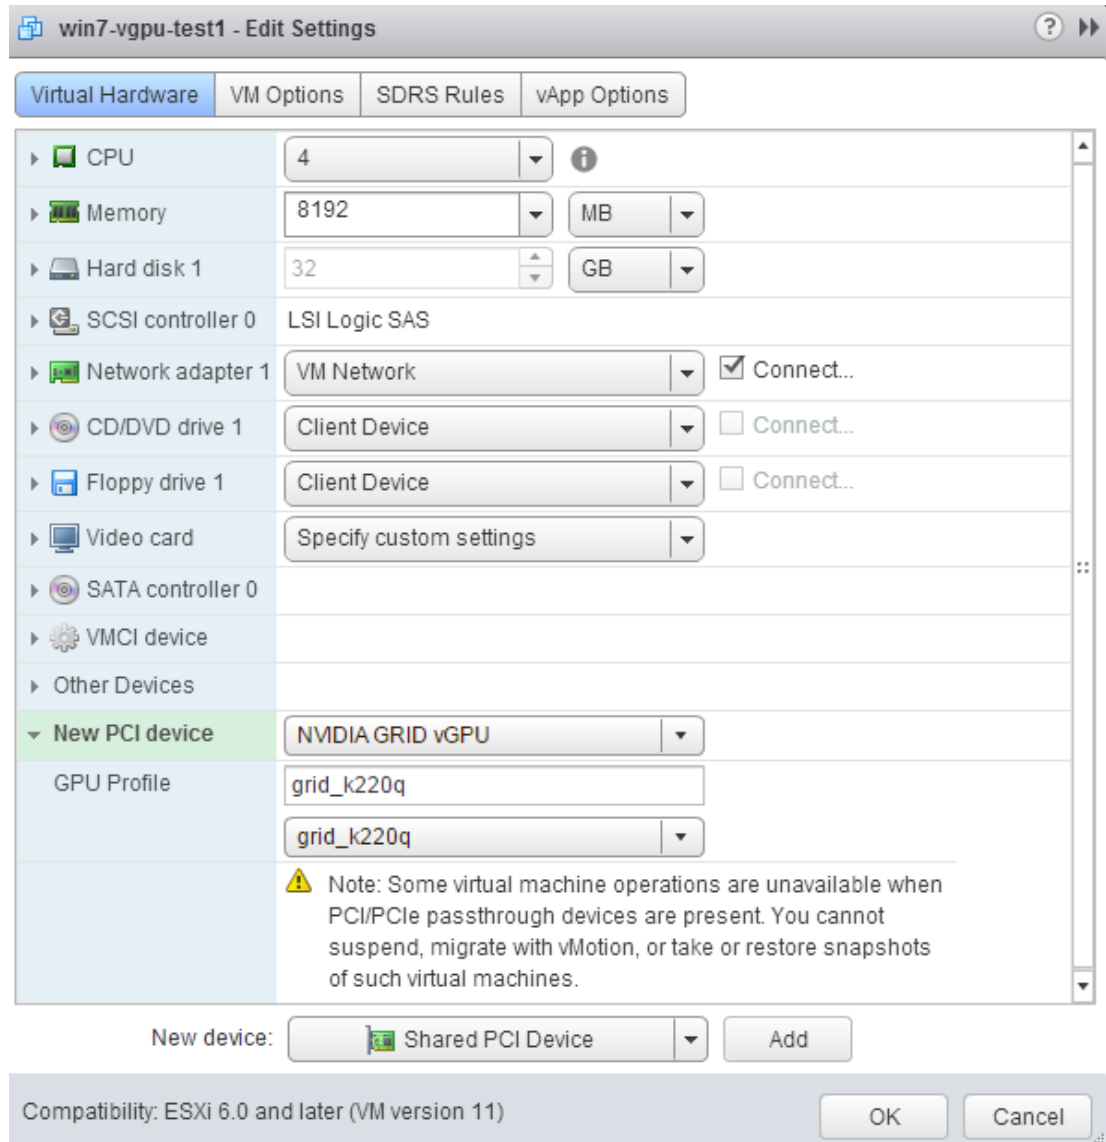 win7-vgpu-test1 - Edit Settings
Virtual Hardware VM Options SDRS Rules vApp Options
CPU 4
Memory 8192 MB
Hard disk 1 32 GB
SCSI controller 0 LSI Logic SAS
Network adapter 1 VM Network Connect...
CD/DVD drive 1 Client Device Connect...
Floppy drive 1 Client Device Connect...
Video card Specify custom settings
SATA controller 0
VMCI device
Other Devices
New PCI device NVIDIA GRID vGPU
GPU Profile grid_k220q
grid_k220q
Note: Some virtual machine operations are unavailable when
PCI/PCIe passthrough devices are present. You cannot
suspend, migrate with vMotion, or take or restore snapshots
of such virtual machines.
New device: Shared PCI Device Add
Compatibility: ESXi 6.0 and later (VM version 11) OK Cancel